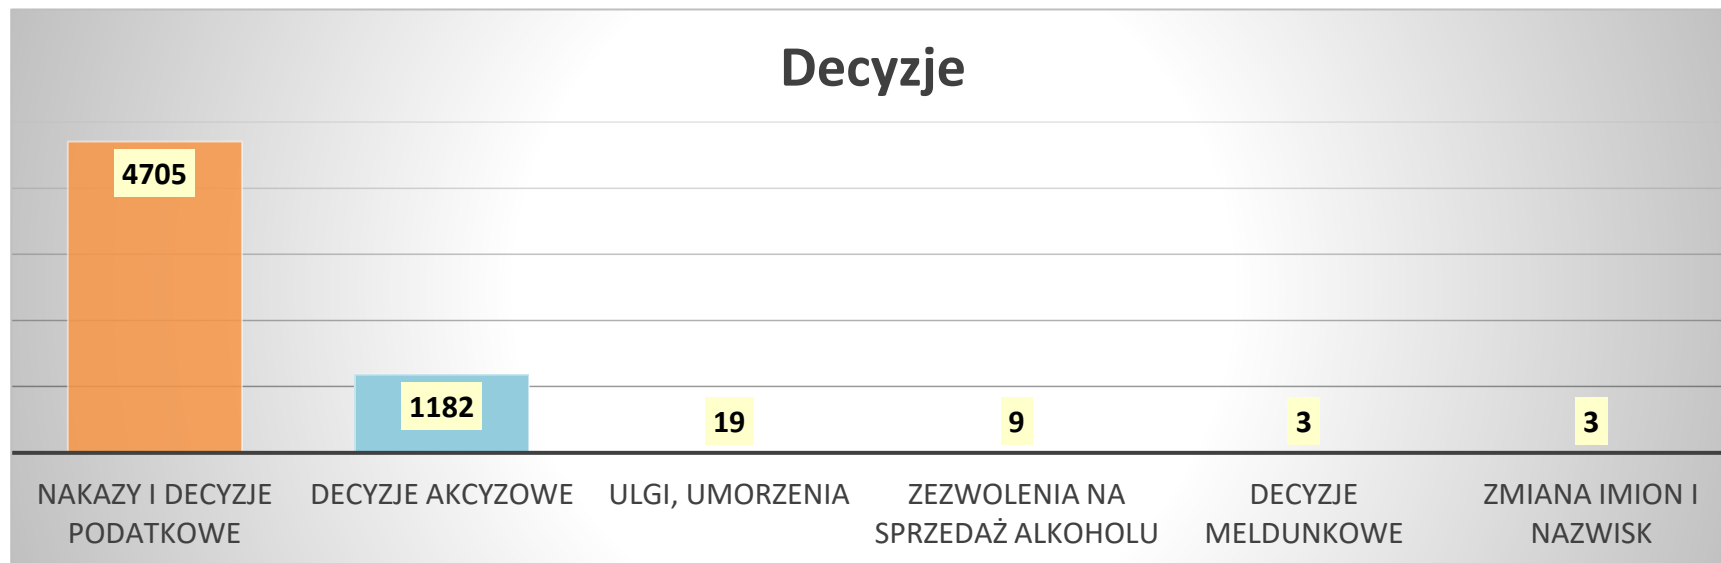 Decyzje
4705
1182
19
9
3
3
NAKAZY I DECYZJE
PODATKOWE
DECYZJE AKCYZOWE
ULGI, UMORZENIA
ZEZWOLENIA NA
SPRZEDAŻ ALKOHOLU
DECYZJE
MELDUNKOWE
ZMIANA IMION I
NAZWISK